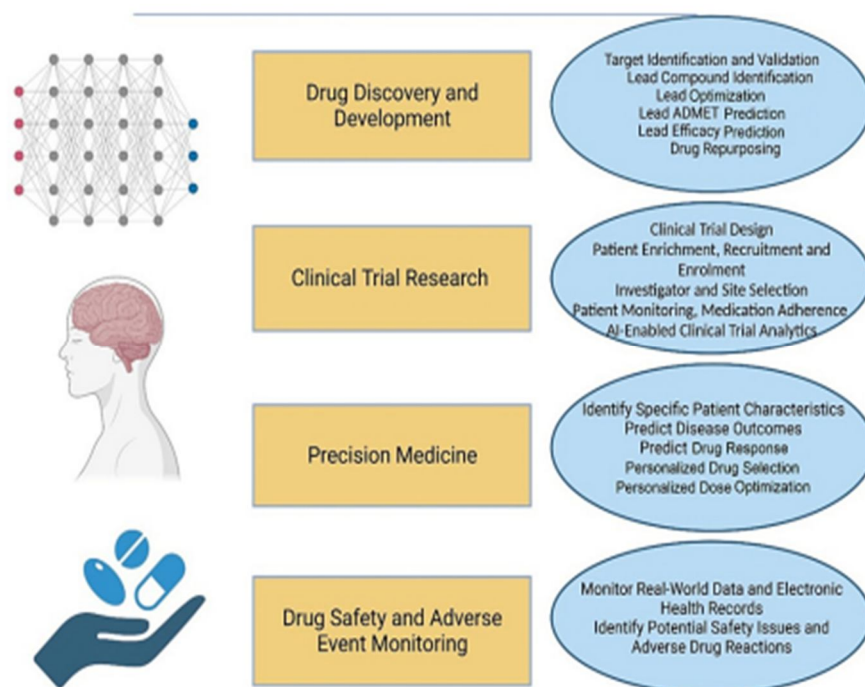 Drug Discovery and
Development
Target Identification and Validation
Lead Compound Identification
Lead Optimization
Lead ADMET Prediction
Lead Efficacy Prediction
Drug Repurposing
Clinical Trial Research
Clinical Trial Design
Patient Enrichment, Recruitment and
Enrolment
Investigator and Site Selection
Patient Monitoring, Medication Adherence
AI-Enabled Clinical Trial Analytics
Precision Medicine
Identify Specific Patient Characteristics
Predict Disease Outcomes
Predict Drug Response
Personalized Drug Selection
Personalized Dose Optimization
Drug Safety and Adverse
Event Monitoring
Monitor Real-World Data and Electronic
Health Records
Identify Potential Safety Issues and
Adverse Drug Reactions